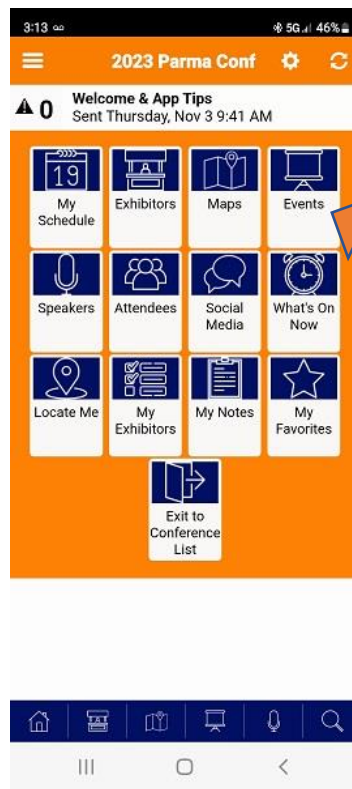 3:13
5G 46%
2023 Parma Conf
0
Welcome & App Tips
Sent Thursday, Nov 3 9:41 AM
19
My
Schedule
Exhibitors
Maps
Events
Speakers
Attendees
Social
Media
What's On
Now
Locate Me
My
Exhibitors
My Notes
My
Favorites
Exit to
Conference
List